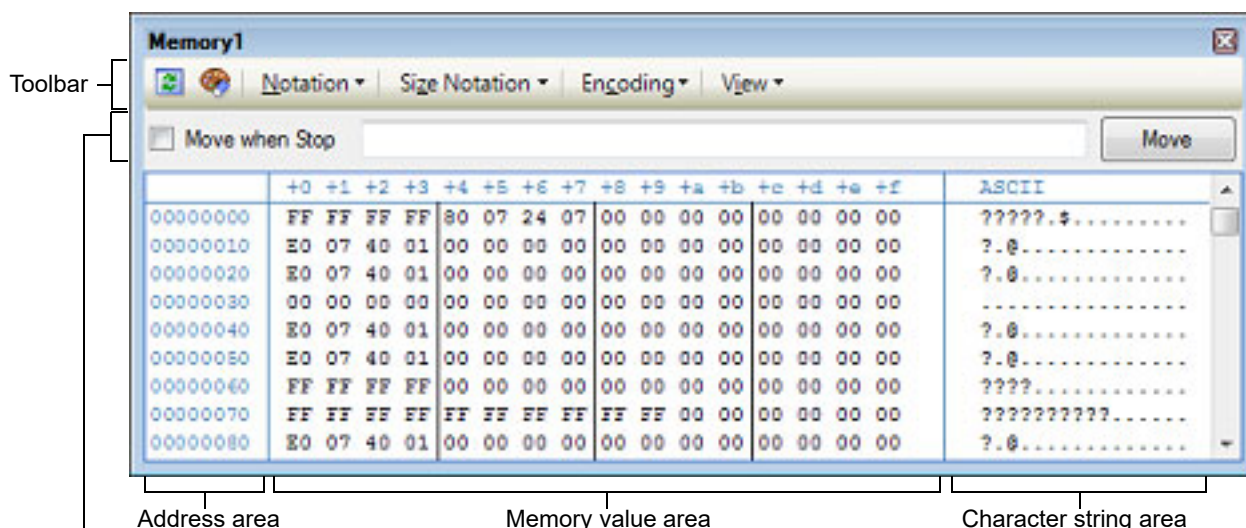 Memory1
Toolbar
Notation Size Notation Encoding View
Move when Stop Move
+0 +1 +2 +3 +4 +5 +6 +7 +8 +9 +a +b +c +d +e +f ASCII
00000000 FF FF FF FF 80 07 24 07 00 00 00 00 00 00 00 00 ?????.$.........
00000010 E0 07 40 01 00 00 00 00 00 00 00 00 00 00 00 00 ?.@.............
00000020 E0 07 40 01 00 00 00 00 00 00 00 00 00 00 00 00 ?.@.............
00000030 00 00 00 00 00 00 00 00 00 00 00 00 00 00 00 00 ................
00000040 E0 07 40 01 00 00 00 00 00 00 00 00 00 00 00 00 ?.@.............
00000050 E0 07 40 01 00 00 00 00 00 00 00 00 00 00 00 00 ?.@.............
00000060 FF FF FF FF 00 00 00 00 00 00 00 00 00 00 00 00 ????............
00000070 FF FF FF FF FF FF FF FF FF FF 00 00 00 00 00 00 ??????????......
00000080 E0 07 40 01 00 00 00 00 00 00 00 00 00 00 00 00 ?.@.............
Address area Memory value area Character string area